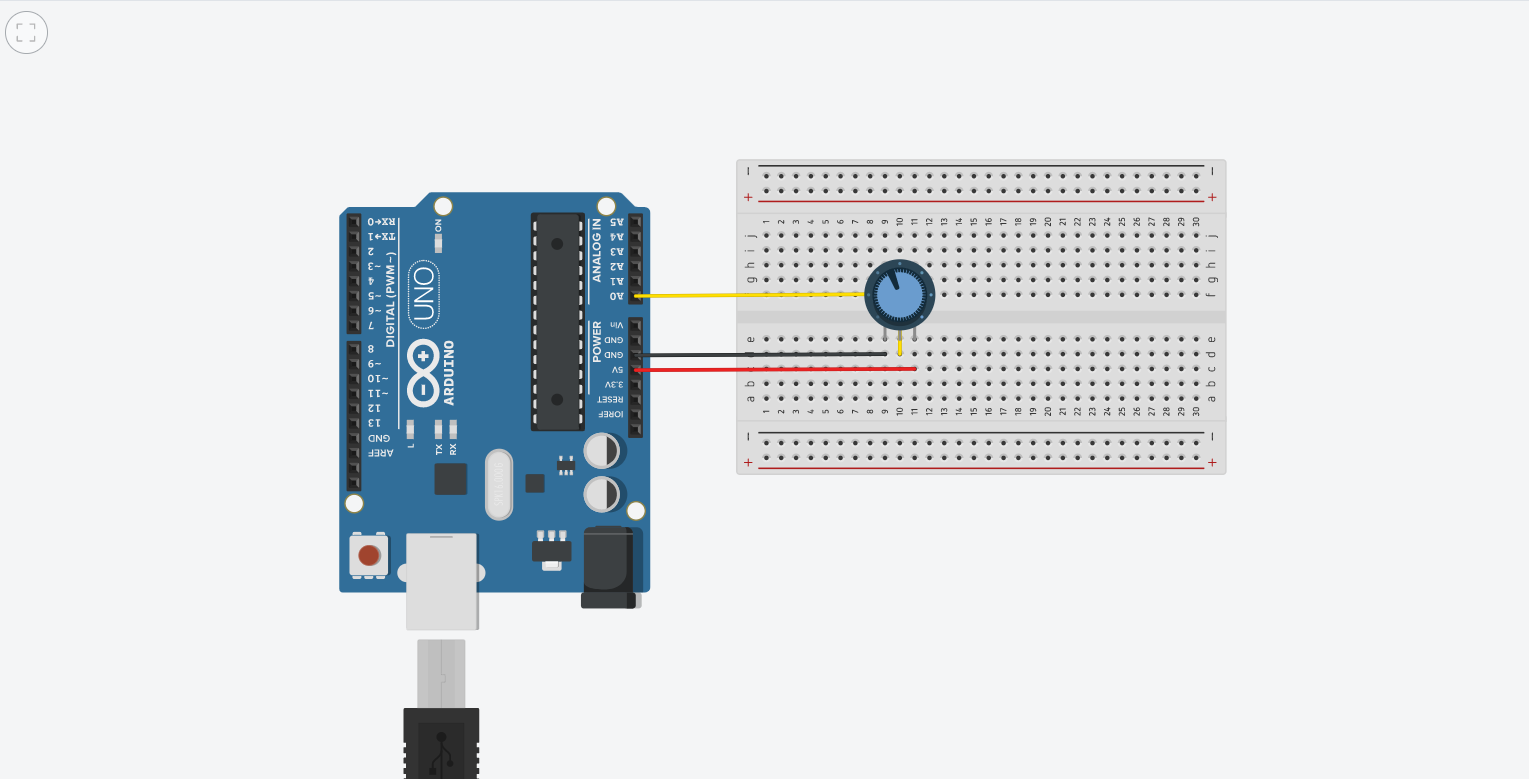 RX←0
TX→1
2
~3
4
~5
~6
7
DIGITAL (PWM~)
8
~9
~10
~11
12
13
GND
AREF
ON
UNO
ARDUINO
L
TX
RX
ANALOG IN
A5
A4
A3
A2
A1
A0
POWER
Vin
GND
GND
5V
3.3V
RESET
IOREF
− −
+ +
1 2 3 4 5 6 7 8 9 10 11 12 13 14 15 16 17 18 19 20 21 22 23 24 25 26 27 28 29 30
j j
i i
h h
g g
f
e e
d d
c c
b b
a a
1 2 3 4 5 6 7 8 9 10 11 12 13 14 15 16 17 18 19 20 21 22 23 24 25 26 27 28 29 30
− −
+ +